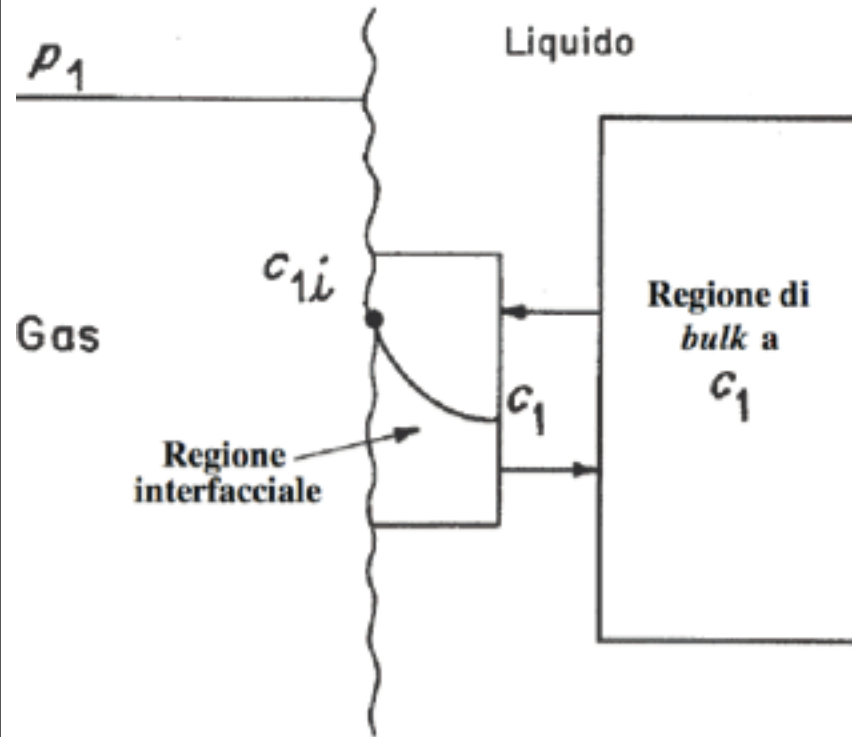 Liquido
p₁
c₁ᵢ
Gas
Regione di
bulk a
c₁
c₁
Regione
interfacciale